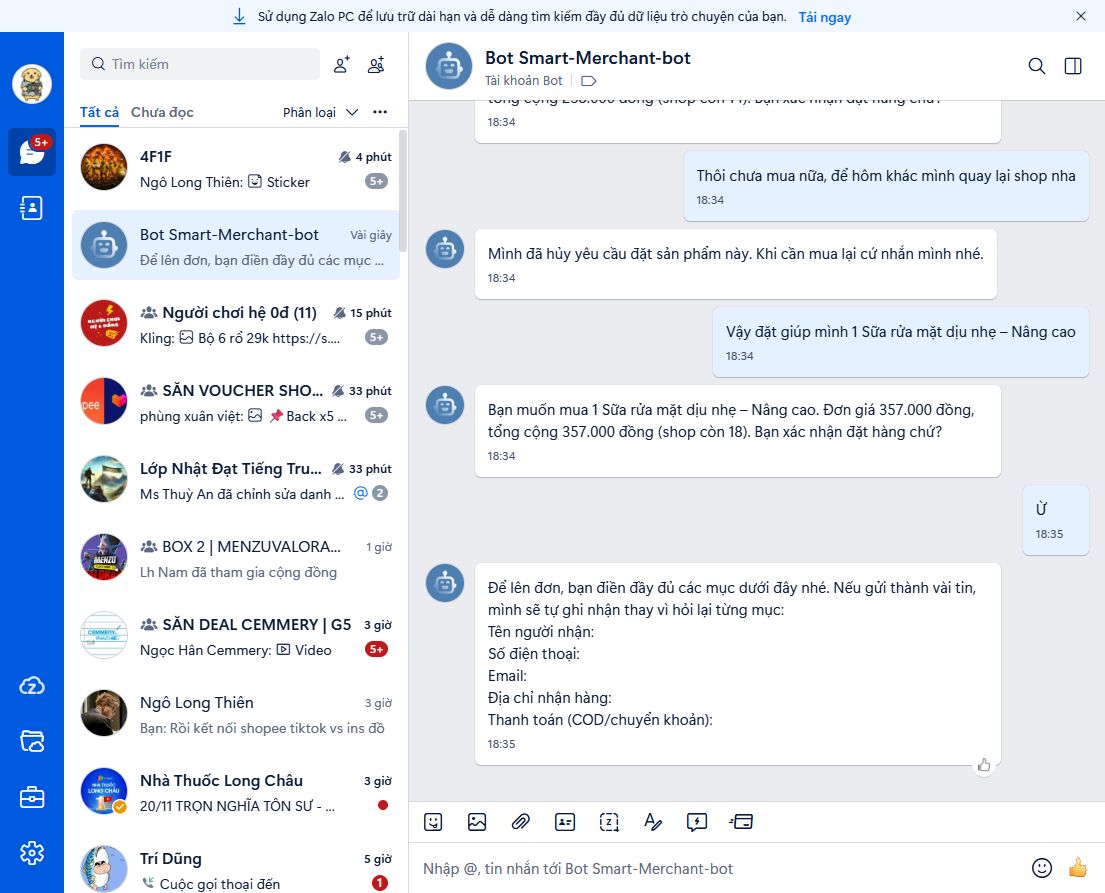 Sử dụng Zalo PC để lưu trữ dài hạn và dễ dàng tìm kiếm đầy đủ dữ liệu trò chuyện của bạn. Tải ngay
Tìm kiếm
Tất cả Chưa đọc Phân loại
5+
4F1F 4 phút
Ngô Long Thiên: Sticker 5+
Bot Smart-Merchant-bot Vài giây
Để lên đơn, bạn điền đầy đủ các mục ...
Người chơi hệ 0đ (11) 15 phút
Kling: Bộ 6 rổ 29k https://s.... 5+
SĂN VOUCHER SHO... 33 phút
phùng xuân việt: Back x5 ... 5+
Lớp Nhật Đạt Tiếng Tru... 33 phút
Ms Thuỳ An đã chỉnh sửa danh ... @ 2
BOX 2 | MENZUVALORA... 1 giờ
Lh Nam đã tham gia cộng đồng
SĂN DEAL CEMMERY | G5 3 giờ
Ngọc Hân Cemmery: Video 5+
Ngô Long Thiên 3 giờ
Bạn: Rồi kết nối shopee tiktok vs ins đồ
Nhà Thuốc Long Châu 3 giờ
20/11 TRỌN NGHĨA TÔN SƯ - ...
Trí Dũng 5 giờ
Cuộc gọi thoại đến 1
Bot Smart-Merchant-bot
Tài khoản Bot
18:34
Thôi chưa mua nữa, để hôm khác mình quay lại shop nha
18:34
Mình đã hủy yêu cầu đặt sản phẩm này. Khi cần mua lại cứ nhắn mình nhé.
18:34
Vậy đặt giúp mình 1 Sữa rửa mặt dịu nhẹ – Nâng cao
18:34
Bạn muốn mua 1 Sữa rửa mặt dịu nhẹ – Nâng cao. Đơn giá 357.000 đồng,
tổng cộng 357.000 đồng (shop còn 18). Bạn xác nhận đặt hàng chứ?
18:34
Ừ
18:35
Để lên đơn, bạn điền đầy đủ các mục dưới đây nhé. Nếu gửi thành vài tin,
mình sẽ tự ghi nhận thay vì hỏi lại từng mục:
Tên người nhận:
Số điện thoại:
Email:
Địa chỉ nhận hàng:
Thanh toán (COD/chuyển khoản):
18:35
Nhập @, tin nhắn tới Bot Smart-Merchant-bot